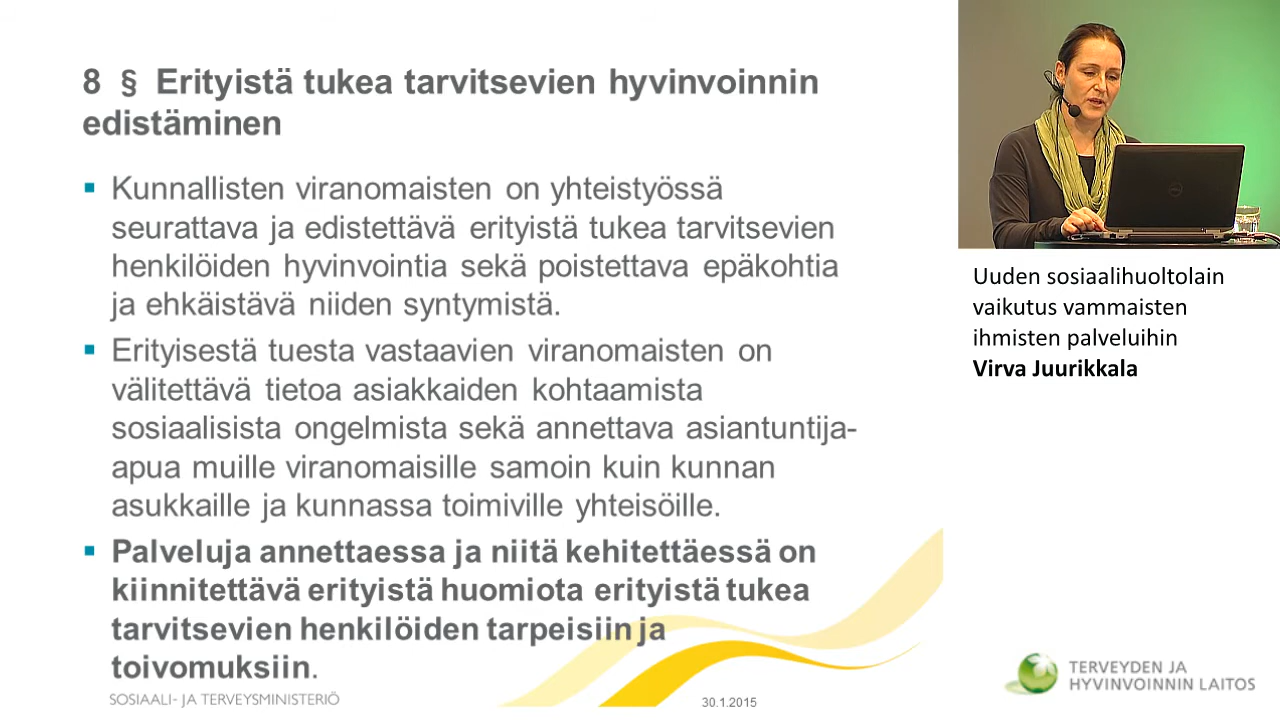 8 § Erityistä tukea tarvitsevien hyvinvoinnin
edistäminen
Kunnallisten viranomaisten on yhteistyössä
seurattava ja edistettävä erityistä tukea tarvitsevien
henkilöiden hyvinvointia sekä poistettava epäkohtia
ja ehkäistävä niiden syntymistä.
Erityisestä tuesta vastaavien viranomaisten on
välitettävä tietoa asiakkaiden kohtaamista
sosiaalisista ongelmista sekä annettava asiantuntija-
apua muille viranomaisille samoin kuin kunnan
asukkaille ja kunnassa toimiville yhteisöille.
Palveluja annettaessa ja niitä kehitettäessä on
kiinnitettävä erityistä huomiota erityistä tukea
tarvitsevien henkilöiden tarpeisiin ja
toivomuksiin.
SOSIAALI- JA TERVEYSMINISTERIÖ
30.1.2015
Uuden sosiaalihuoltolain
vaikutus vammaisten
ihmisten palveluihin
Virva Juurikkala
TERVEYDEN JA
HYVINVOINNIN LAITOS